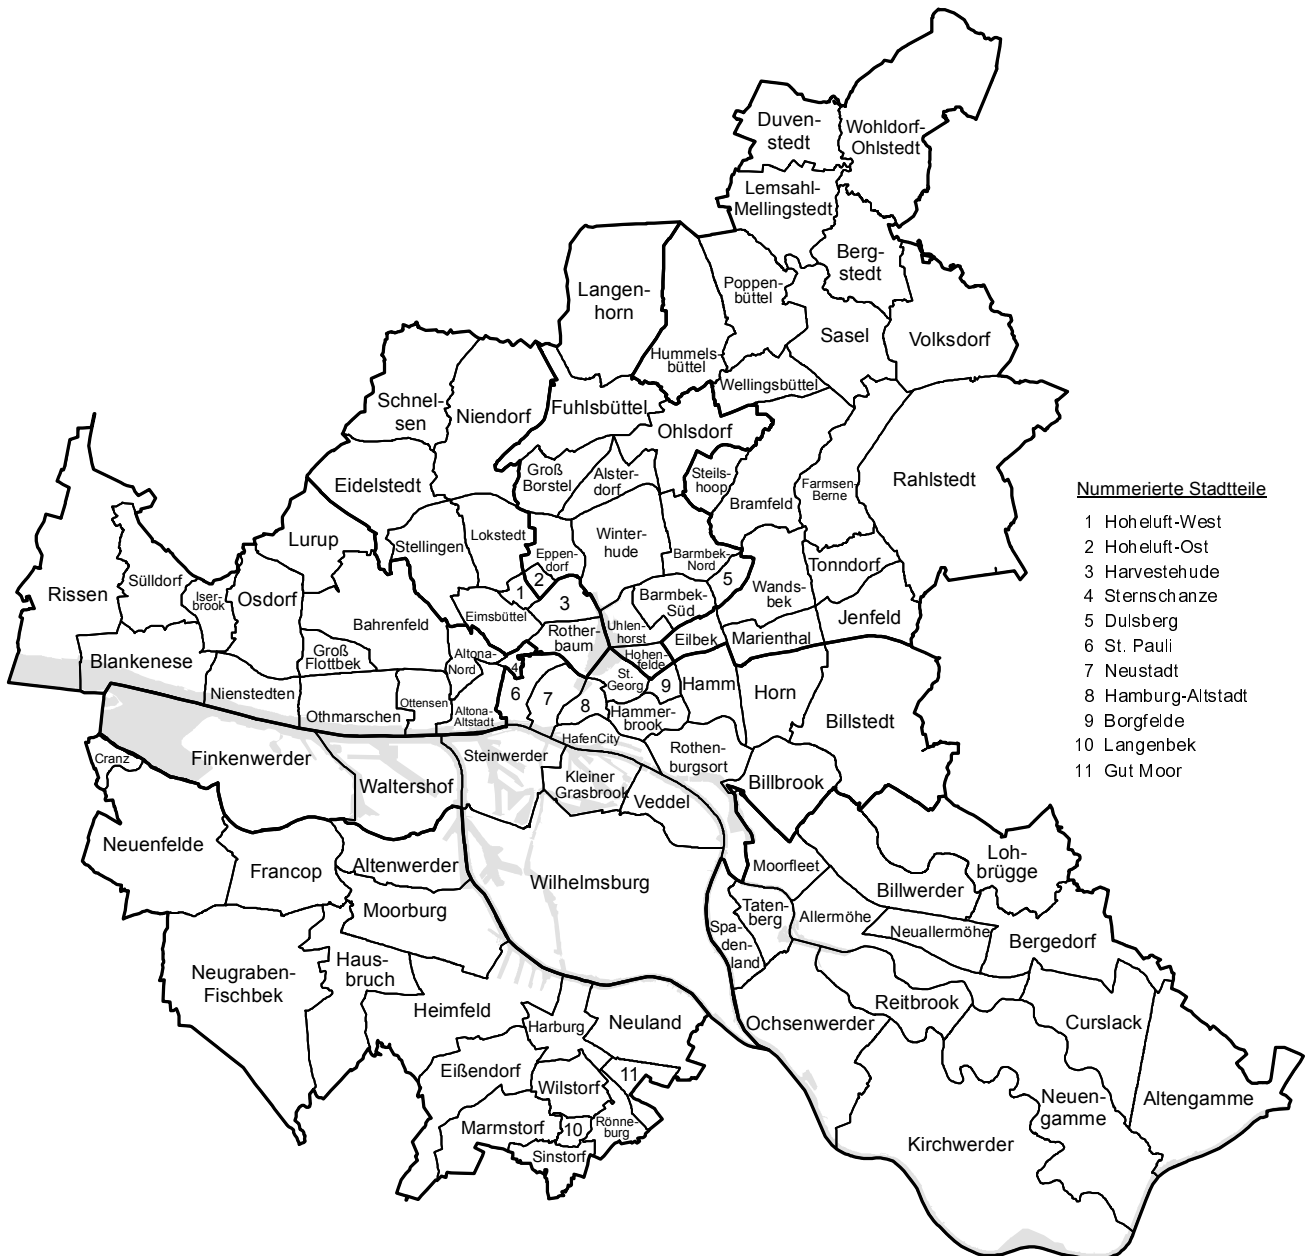 Duven-
stedt
Wohldorf-
Ohlstedt
Lemsahl-
Mellingstedt
Berg-
stedt
Langen-
horn
Poppen-
büttel
Sasel
Volksdorf
Hummels-
büttel
Wellingsbüttel
Schnel-
sen
Niendorf
Fuhlsbüttel
Ohlsdorf
Eidelstedt
Groß
Borstel
Alster-
dorf
Steils-
hoop
Bramfeld
Farmsen
Berne
Rahlstedt
Lurup
Stellingen
Lokstedt
Eppen-
dorf
Winter-
hude
Barmbek-
Nord
Wands-
bek
Tonndorf
Rissen
Sülldorf
Iser-
brook
Osdorf
Bahrenfeld
Eimsbüttel
1
2
3
5
Barmbek-
Süd
Jenfeld
Blankenese
Groß
Flottbek
Altona-
Nord
4
Rother-
baum
Uhlen-
horst
Hohen-
felde
Eilbek
Marienthal
Nienstedten
Othmarschen
Ottensen
Altona-
Altstadt
6
7
8
St.
Georg
9
Hamm
Horn
Billstedt
Hammer-
brook
HafenCity
Cranz
Finkenwerder
Waltershof
Steinwerder
Kleiner
Grasbrook
Veddel
Rothen-
burgsort
Billbrook
Neuenfelde
Francop
Altenwerder
Moorburg
Wilhelmsburg
Moorfleet
Billwerder
Loh-
brügge
Tatenberg
Spa-
den-
land
Allermöhe
Neuallermöhe
Bergedorf
Neugraben-
Fischbek
Haus-
bruch
Heimfeld
Harburg
Neuland
Ochsenwerder
Reitbrook
Curslack
Eißendorf
Wilstorf
11
Neuen-
gamme
Altengamme
Marmstorf
10
Rönne-
burg
Sinstorf
Kirchwerder
Nummerierte Stadtteile
1 Hoheluft-West
2 Hoheluft-Ost
3 Harvestehude
4 Sternschanze
5 Dulsberg
6 St. Pauli
7 Neustadt
8 Hamburg-Altstadt
9 Borgfelde
10 Langenbek
11 Gut Moor